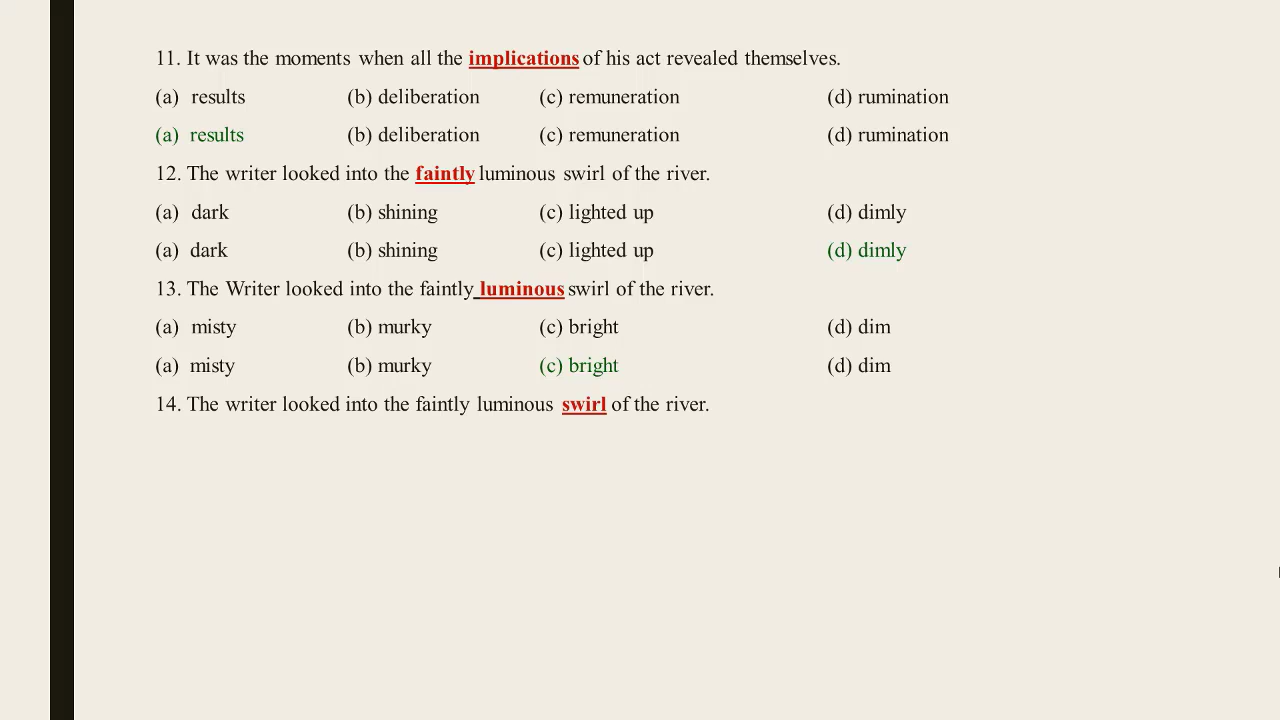 11. It was the moments when all the implications of his act revealed themselves.
(a) results (b) deliberation (c) remuneration (d) rumination
(a) results (b) deliberation (c) remuneration (d) rumination
12. The writer looked into the faintly luminous swirl of the river.
(a) dark (b) shining (c) lighted up (d) dimly
(a) dark (b) shining (c) lighted up (d) dimly
13. The Writer looked into the faintly luminous swirl of the river.
(a) misty (b) murky (c) bright (d) dim
(a) misty (b) murky (c) bright (d) dim
14. The writer looked into the faintly luminous swirl of the river.